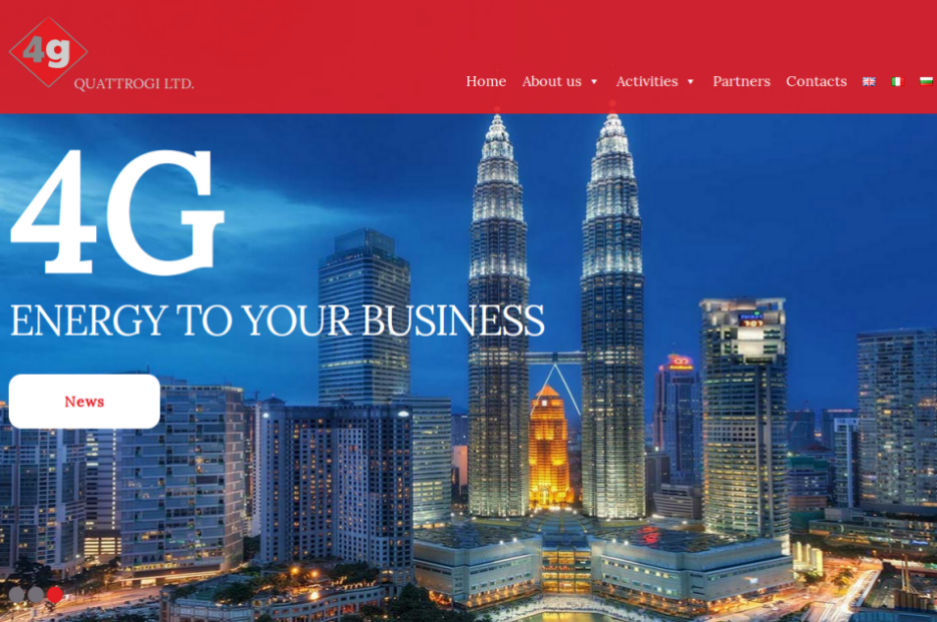 4g
QUATTROGI LTD.
Home About us Activities Partners Contacts
4G
ENERGY TO YOUR BUSINESS
News